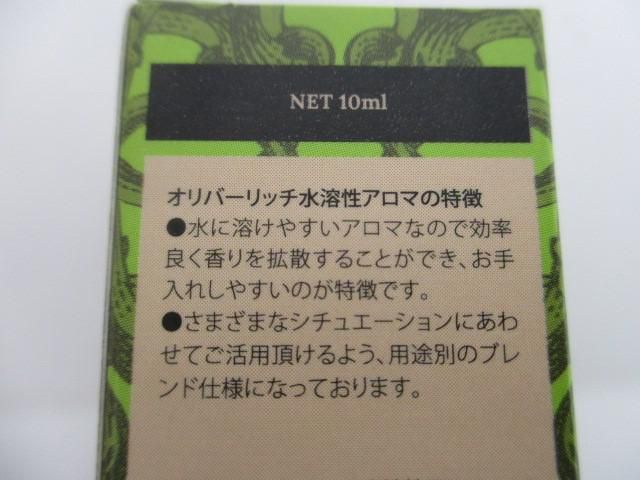 NET 10ml
オリバーリッチ水溶性アロマの特徴
●水に溶けやすいアロマなので効率
良く香りを拡散することができ、お手
入れしやすいのが特徴です。
●さまざまなシチュエーションにあわ
せてご活用頂けるよう、用途別のブレ
ンド仕様になっております。